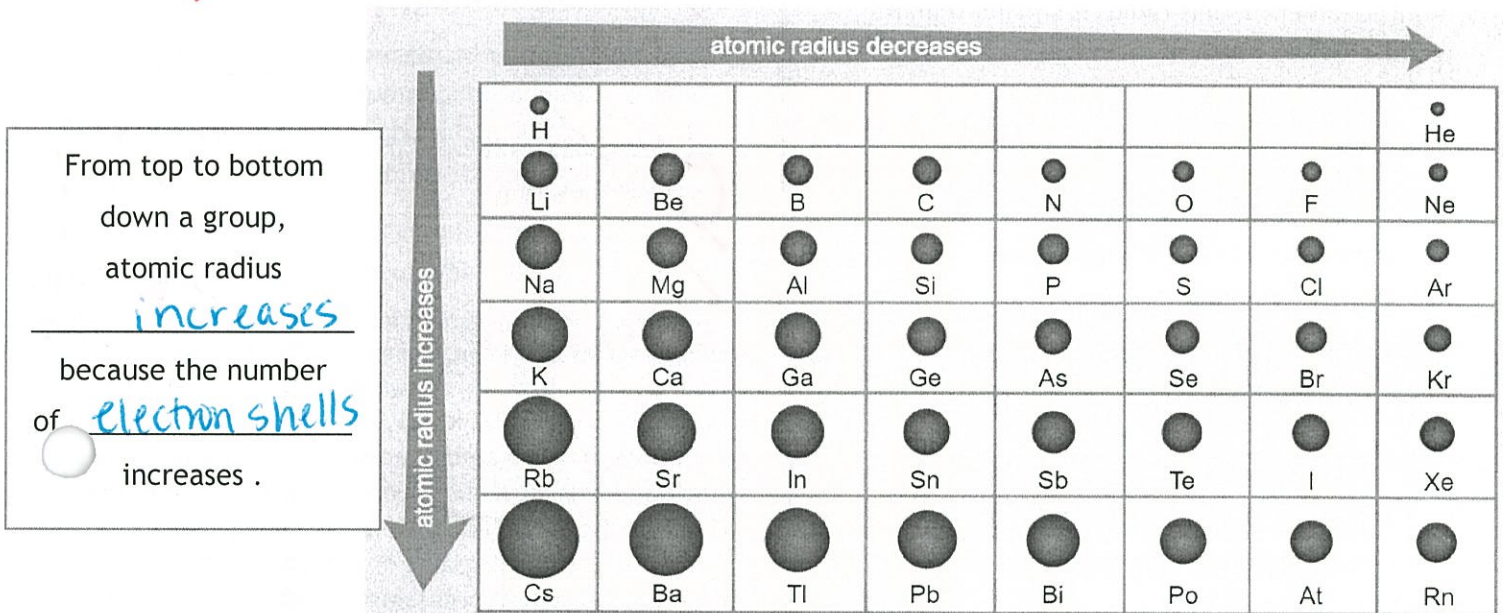 atomic radius decreases
From top to bottom
down a group,
atomic radius
increases
because the number
of electron shells
increases .
atomic radius increases
H He
Li Be B C N O F Ne
Na Mg Al Si P S Cl Ar
K Ca Ga Ge As Se Br Kr
Rb Sr In Sn Sb Te I Xe
Cs Ba Tl Pb Bi Po At Rn